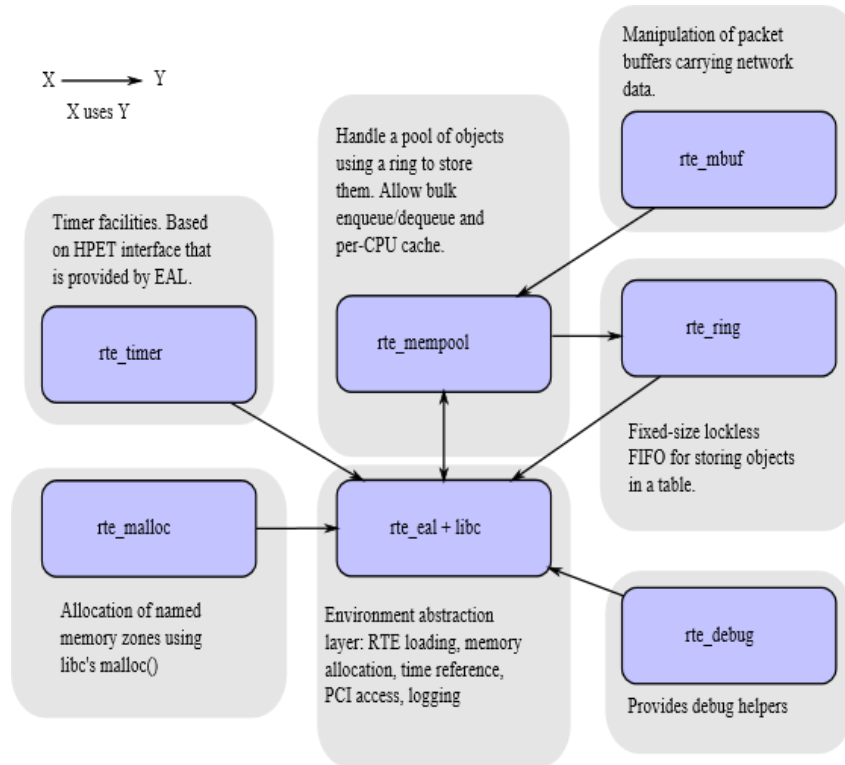 X Y
X uses Y
Manipulation of packet
buffers carrying network
data.
rte_mbuf
Handle a pool of objects
using a ring to store
them. Allow bulk
enqueue/dequeue and
per-CPU cache.
rte_mempool
Timer facilities. Based
on HPET interface that
is provided by EAL.
rte_timer
rte_ring
Fixed-size lockless
FIFO for storing objects
in a table.
rte_malloc
Allocation of named
memory zones using
libc's malloc()
rte_eal + libc
Environment abstraction
layer: RTE loading, memory
allocation, time reference,
PCI access, logging
rte_debug
Provides debug helpers